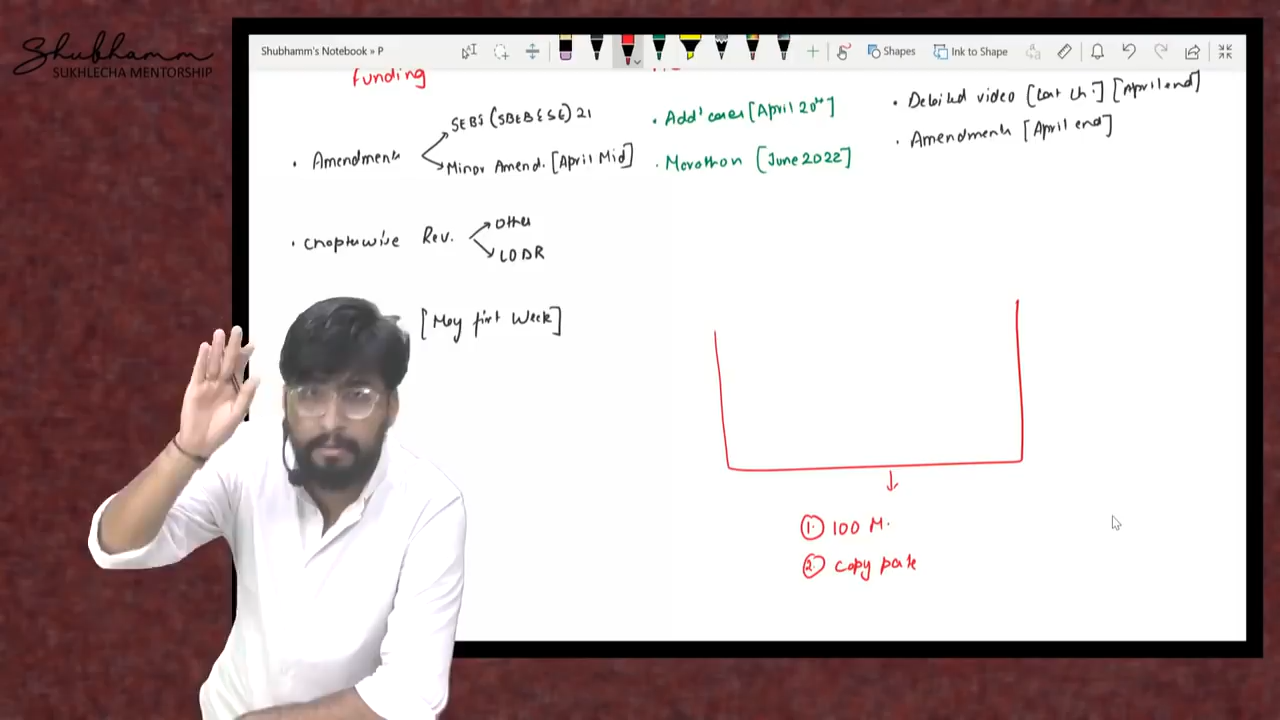 Shubhamm
SUKHLECHA MENTORSHIP
Shubhamm's Notebook » P
Shapes
Ink to Shape
funding
• Amendments
SEBS (SBEB & SE) 21
Minor Amend. [April Mid]
• Chapterwise Rev.
Other
LODR
[May first Week]
• Add' cases [April 20th]
• Marathon [June 2022]
• Detailed video [Last Ch:] [April end]
• Amendments [April end]
1. 100 M.
2. Copy paste